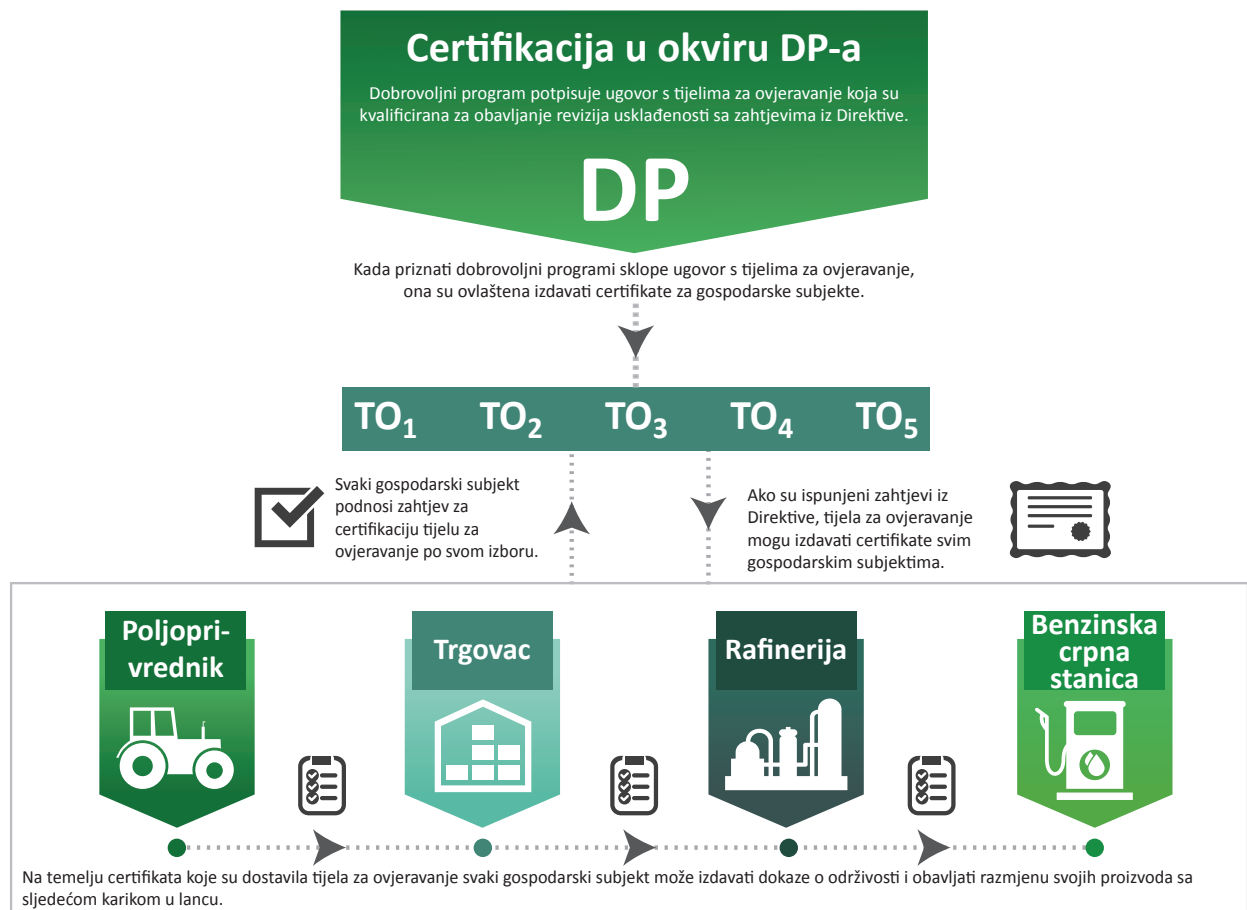 Certifikacija u okviru DP-a
Dobrovoljni program potpisuje ugovor s tijelima za ovjeravanje koja su
kvalificirana za obavljanje revizija usklađenosti sa zahtjevima iz Direktive.
DP
Kada priznati dobrovoljni programi sklope ugovor s tijelima za ovjeravanje,
ona su ovlaštena izdavati certifikate za gospodarske subjekte.
TO1 TO2 TO3 TO4 TO5
Svaki gospodarski subjekt
podnosi zahtjev za
certifikaciju tijelu za
ovjeravanje po svom izboru.
Ako su ispunjeni zahtjevi iz
Direktive, tijela za ovjeravanje
mogu izdavati certifikate svim
gospodarskim subjektima.
Poljopri-
vrednik
Trgovac
Rafinerija
Benzinska
crpna
stanica
Na temelju certifikata koje su dostavila tijela za ovjeravanje svaki gospodarski subjekt može izdavati dokaze o održivosti i obavljati razmjenu svojih proizvoda sa
sljedećom karikom u lancu.